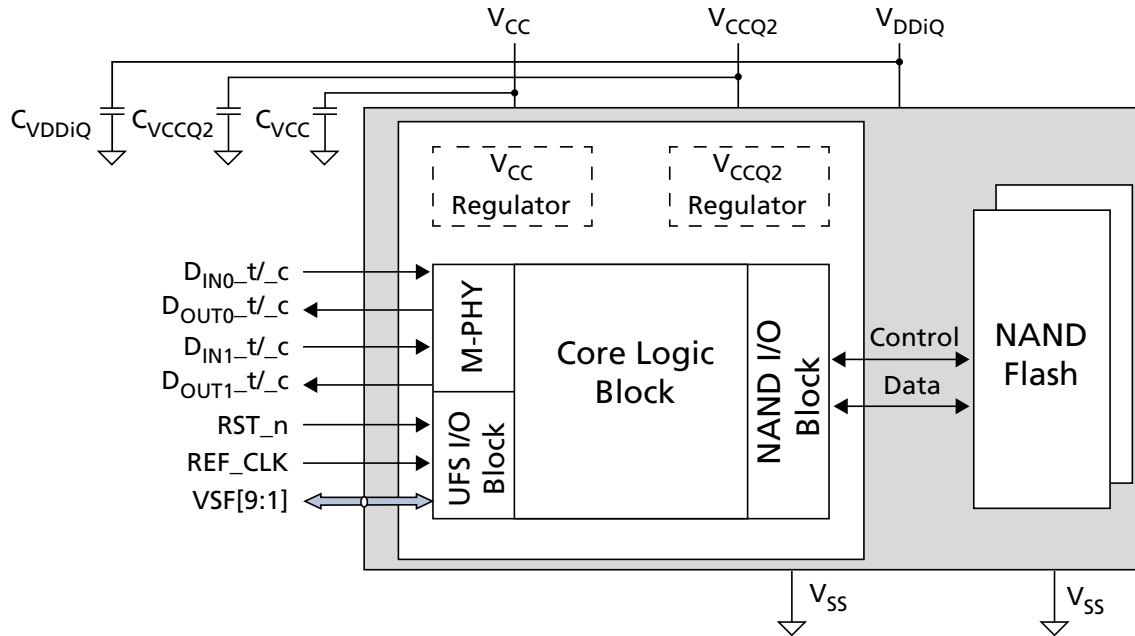 VCC
VCCQ2
VDDiQ
CVDDiQ
CVCCQ2
CVCC
VCC
Regulator
VCCQ2
Regulator
DIN0_t/_c
DOUT0_t/_c
DIN1_t/_c
DOUT1_t/_c
RST_n
REF_CLK
VSF[9:1]
M-PHY
UFS I/O
Block
Core Logic
Block
NAND I/O
Block
Control
Data
NAND
Flash
VSS
VSS